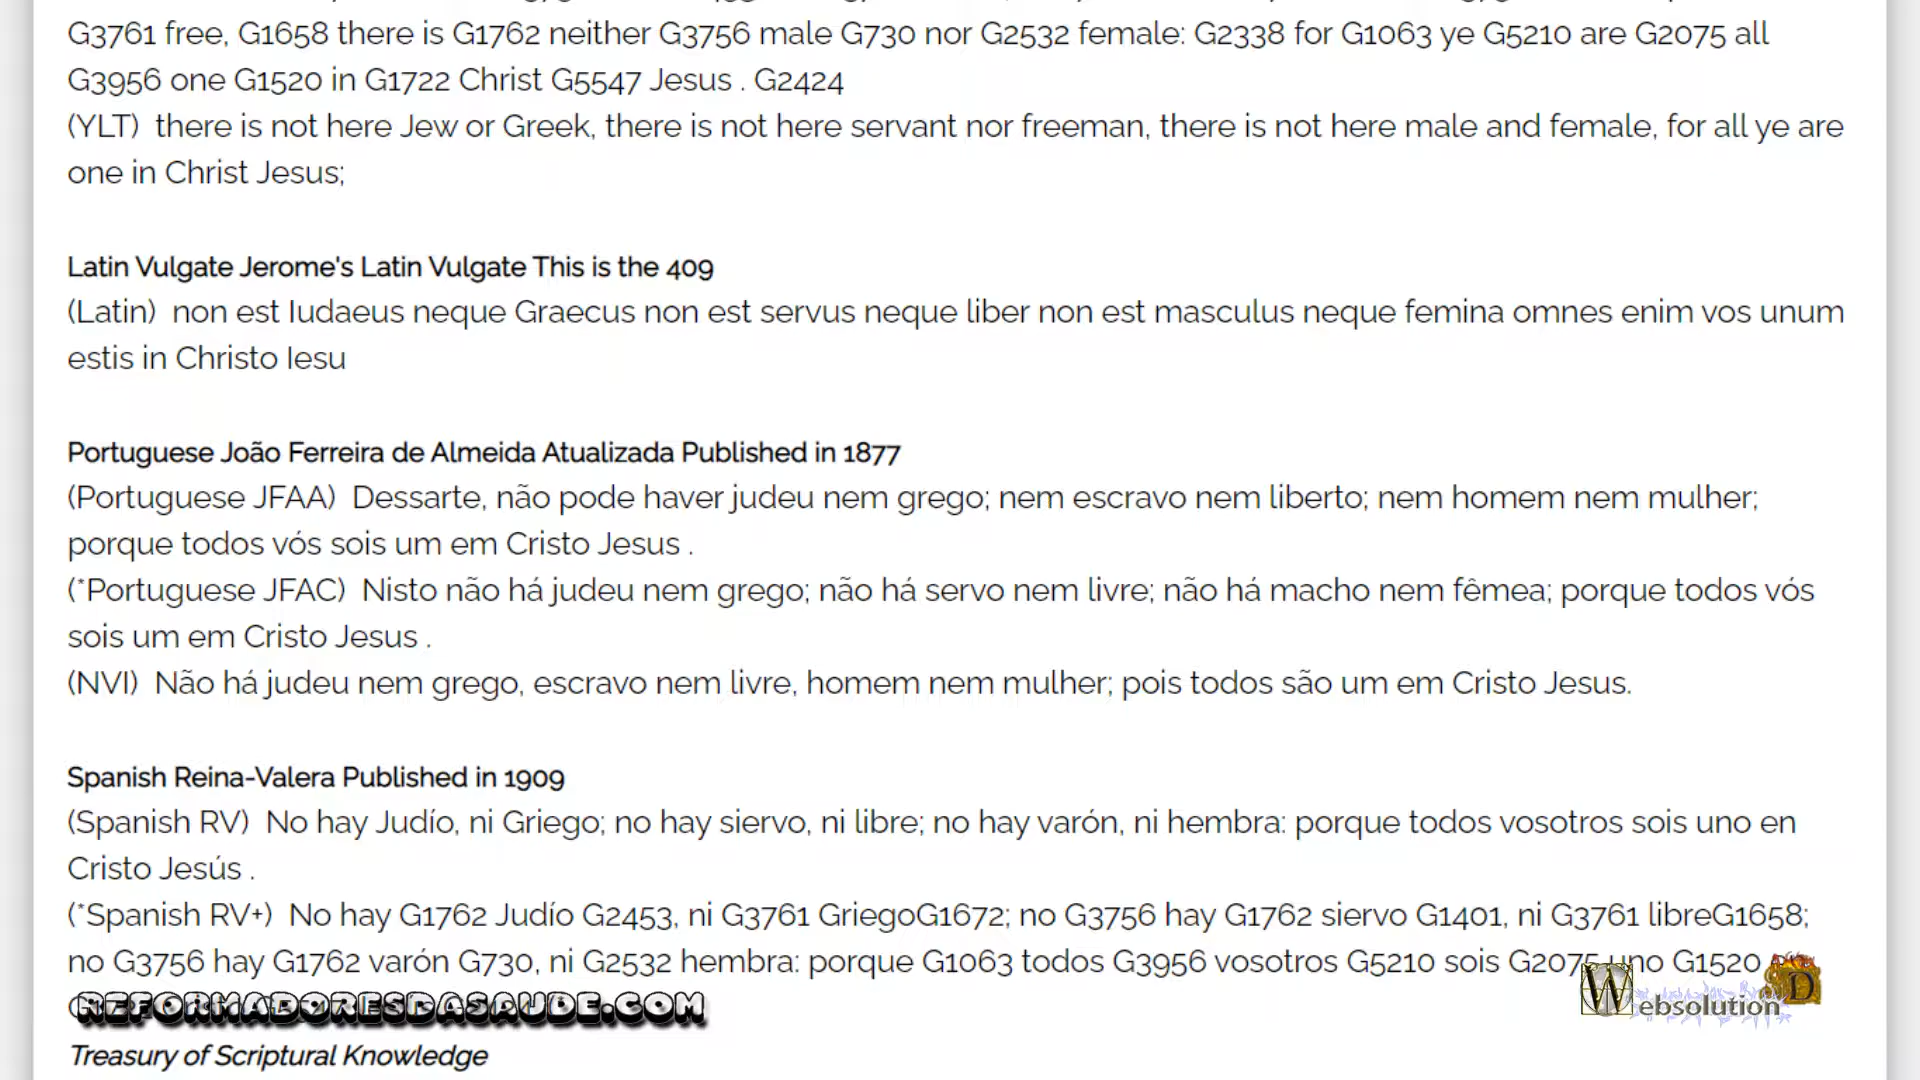 G3761 free, G1658 there is G1762 neither G3756 male G730 nor G2532 female: G2338 for G1063 ye G5210 are G2075 all
G3956 one G1520 in G1722 Christ G5547 Jesus . G2424
(YLT) there is not here Jew or Greek, there is not here servant nor freeman, there is not here male and female, for all ye are
one in Christ Jesus;
Latin Vulgate Jerome's Latin Vulgate This is the 409
(Latin) non est Iudaeus neque Graecus non est servus neque liber non est masculus neque femina omnes enim vos unum
estis in Christo Iesu
Portuguese João Ferreira de Almeida Atualizada Published in 1877
(Portuguese JFAA) Dessarte, não pode haver judeu nem grego; nem escravo nem liberto; nem homem nem mulher;
porque todos vós sois um em Cristo Jesus .
(*Portuguese JFAC) Nisto não há judeu nem grego; não há servo nem livre; não há macho nem fêmea; porque todos vós
sois um em Cristo Jesus .
(NVI) Não há judeu nem grego, escravo nem livre, homem nem mulher; pois todos são um em Cristo Jesus.
Spanish Reina-Valera Published in 1909
(Spanish RV) No hay Judío, ni Griego; no hay siervo, ni libre; no hay varón, ni hembra: porque todos vosotros sois uno en
Cristo Jesús .
(*Spanish RV+) No hay G1762 Judío G2453, ni G3761 GriegoG1672; no G3756 hay G1762 siervo G1401, ni G3761 libreG1658;
no G3756 hay G1762 varón G730, ni G2532 hembra: porque G1063 todos G3956 vosotros G5210 sois G2075 uno G1520
REFORMADORESDASAUDE.COM
Websolution D
Treasury of Scriptural Knowledge